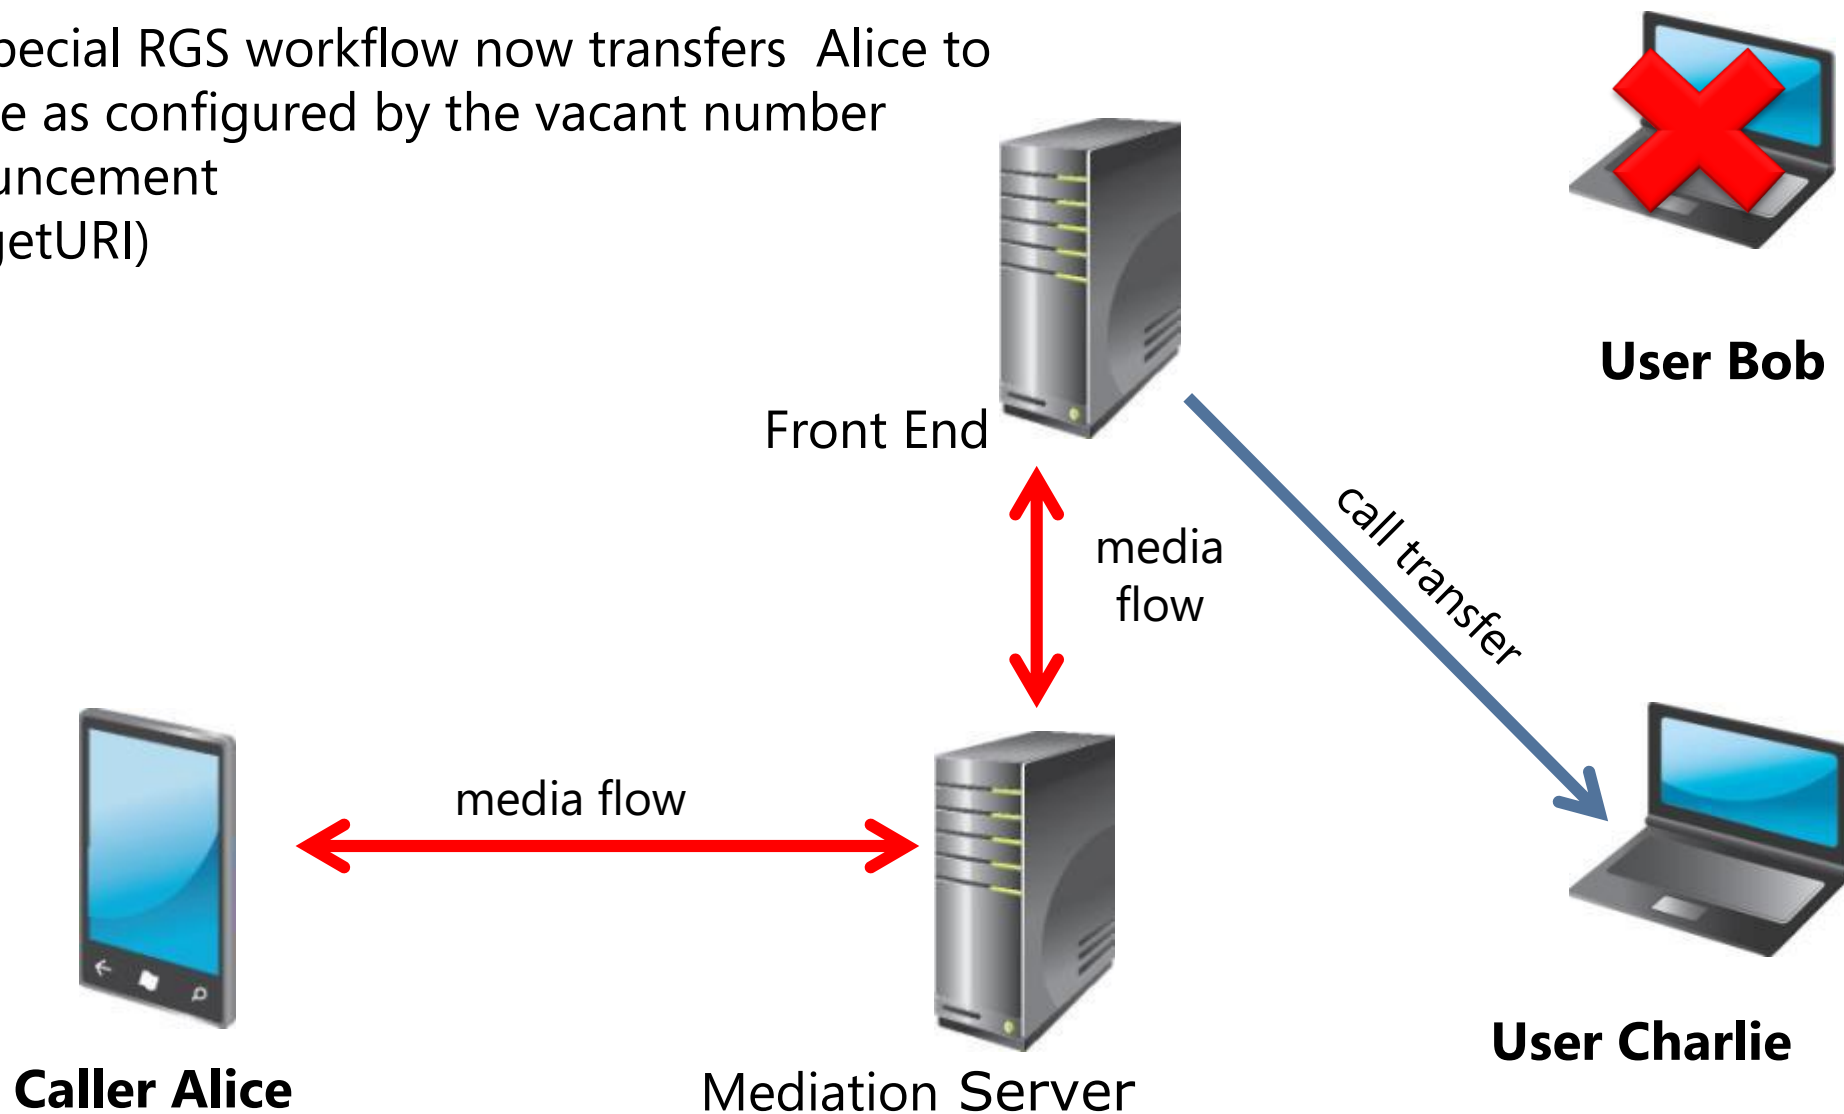 pecial RGS workflow now transfers Alice to
e as configured by the vacant number
uncement
getURI)
User Bob
Front End
call transfer
media
flow
media flow
User Charlie
Caller Alice
Mediation Server